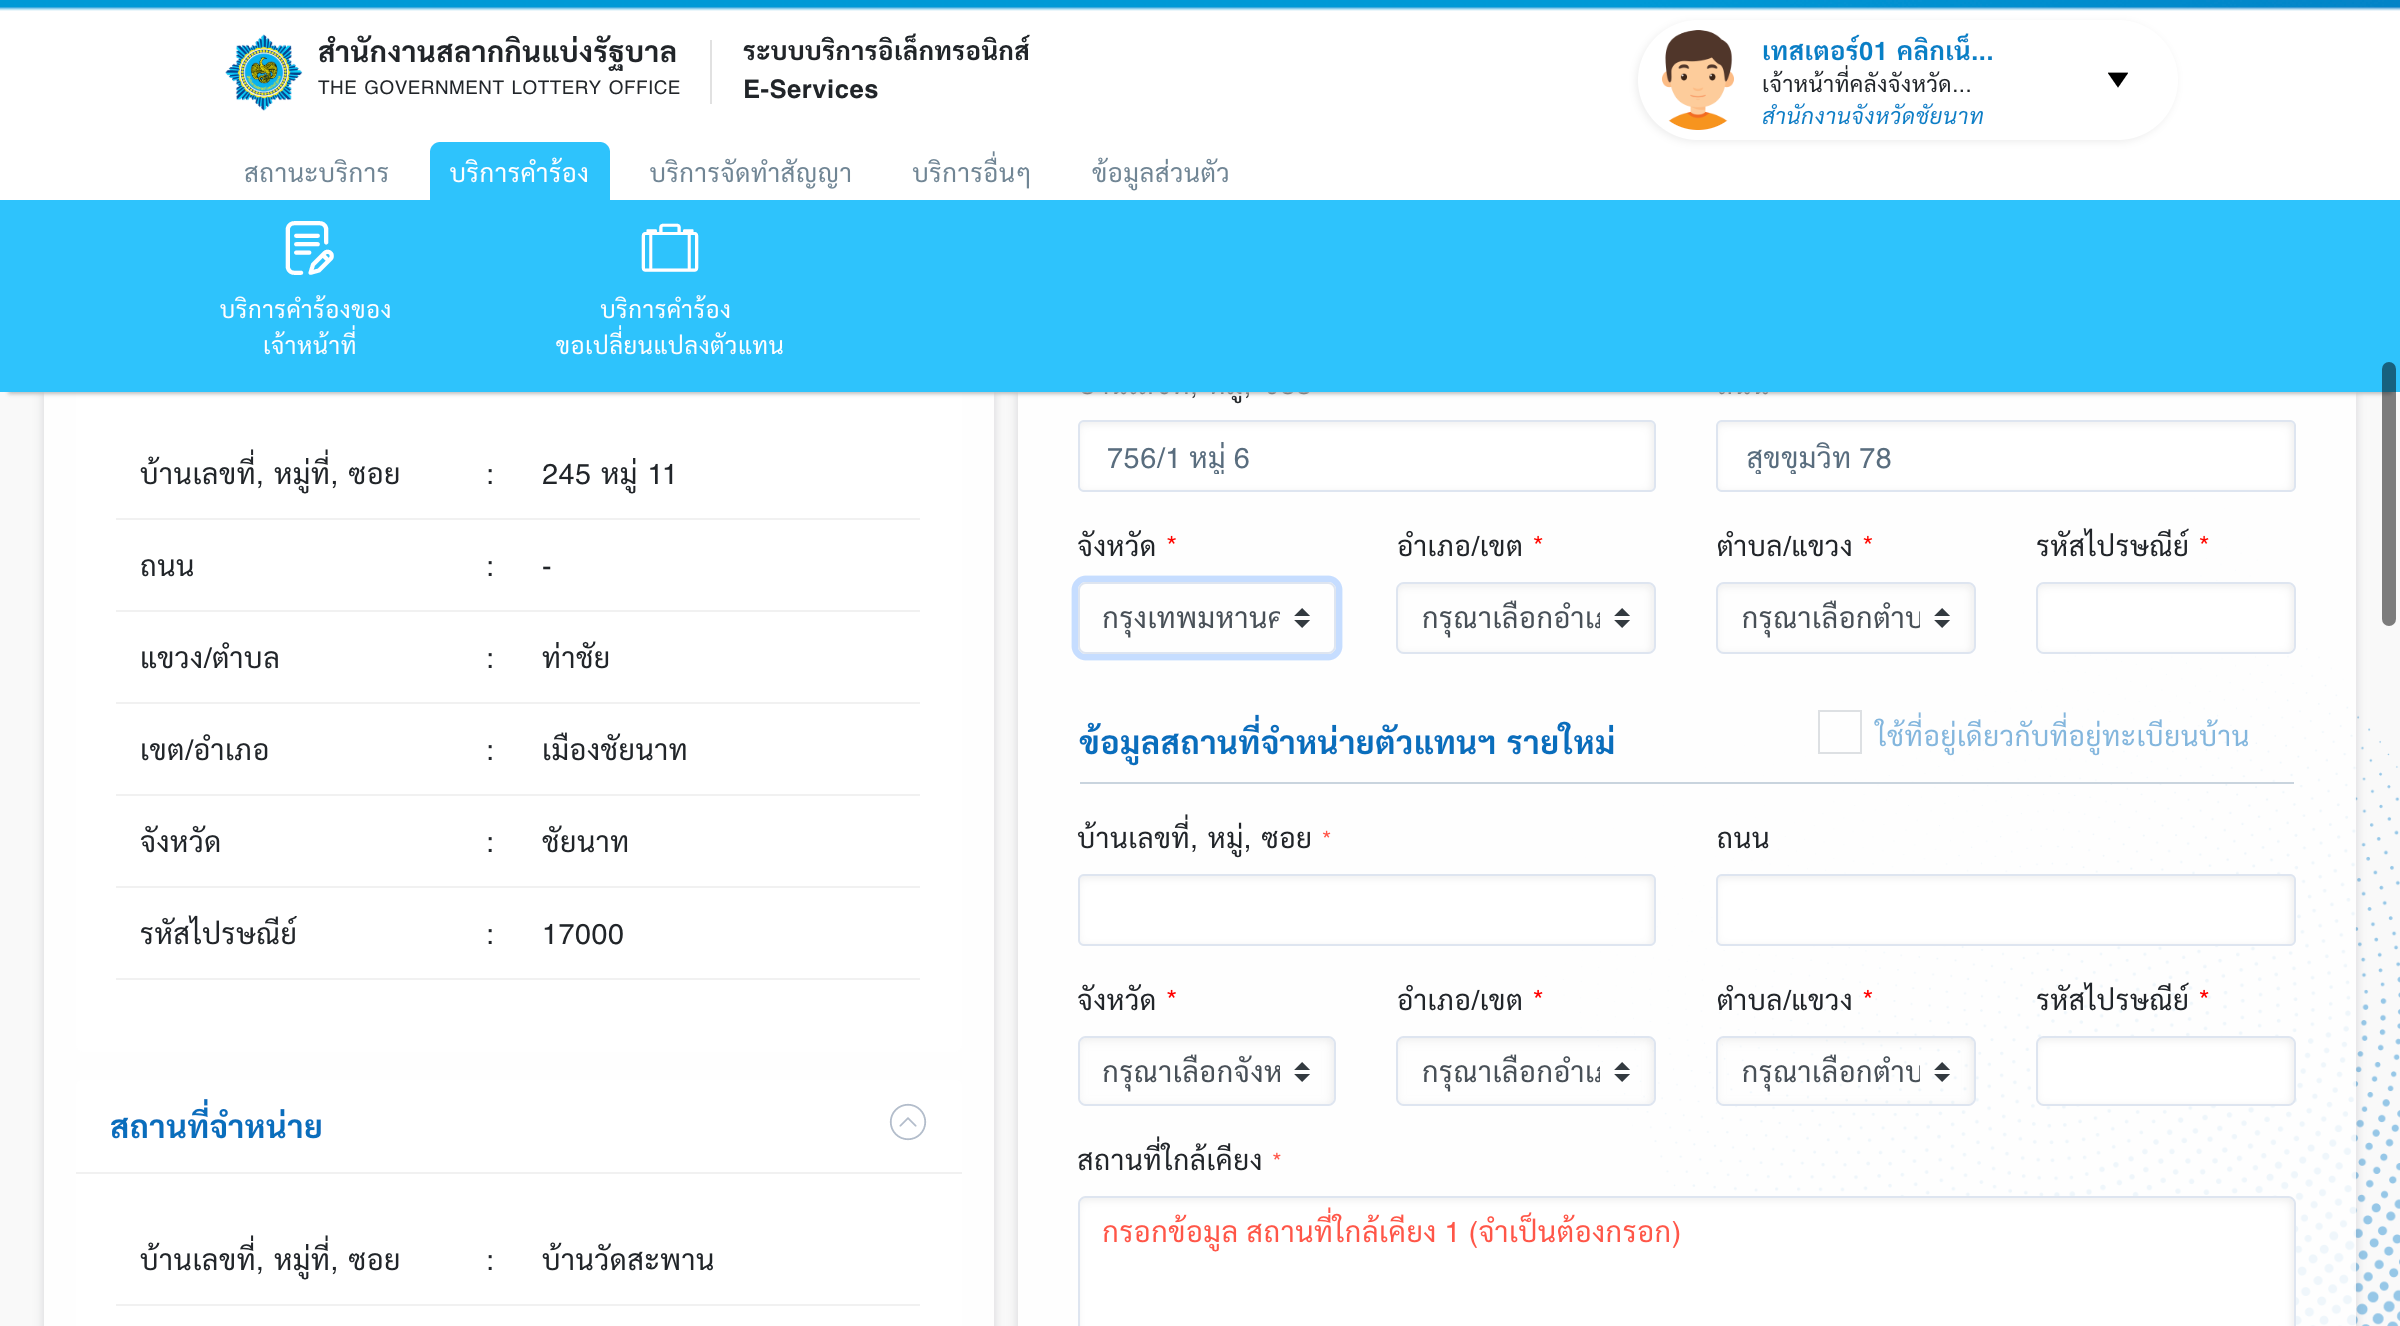 สำนักงานสลากกินแบ่งรัฐบาล
THE GOVERNMENT LOTTERY OFFICE
ระบบบริการอิเล็กทรอนิกส์
E-Services
เทสเตอร์01 คลิกเน็...
เจ้าหน้าที่คลังจังหวัด...
สำนักงานจังหวัดชัยนาท
สถานะบริการ
บริการคำร้อง
บริการจัดทำสัญญา
บริการอื่นๆ
ข้อมูลส่วนตัว
บริการคำร้องของ
เจ้าหน้าที่
บริการคำร้อง
ขอเปลี่ยนแปลงตัวแทน
บ้านเลขที่, หมู่ที่, ซอย : 245 หมู่ 11
ถนน : -
แขวง/ตำบล : ท่าชัย
เขต/อำเภอ : เมืองชัยนาท
จังหวัด : ชัยนาท
รหัสไปรษณีย์ : 17000
สถานที่จำหน่าย
บ้านเลขที่, หมู่ที่, ซอย : บ้านวัดสะพาน
756/1 หมู่ 6
สุขขุมวิท 78
จังหวัด * อำเภอ/เขต * ตำบล/แขวง * รหัสไปรษณีย์ *
กรุงเทพมหานค กรุณาเลือกอำเภ กรุณาเลือกตำบ
ข้อมูลสถานที่จำหน่ายตัวแทนฯ รายใหม่
ใช้ที่อยู่เดียวกับที่อยู่ทะเบียนบ้าน
บ้านเลขที่, หมู่, ซอย * ถนน
จังหวัด * อำเภอ/เขต * ตำบล/แขวง * รหัสไปรษณีย์ *
กรุณาเลือกจังห กรุณาเลือกอำเภ กรุณาเลือกตำบ
สถานที่ใกล้เคียง *
กรอกข้อมูล สถานที่ใกล้เคียง 1 (จำเป็นต้องกรอก)